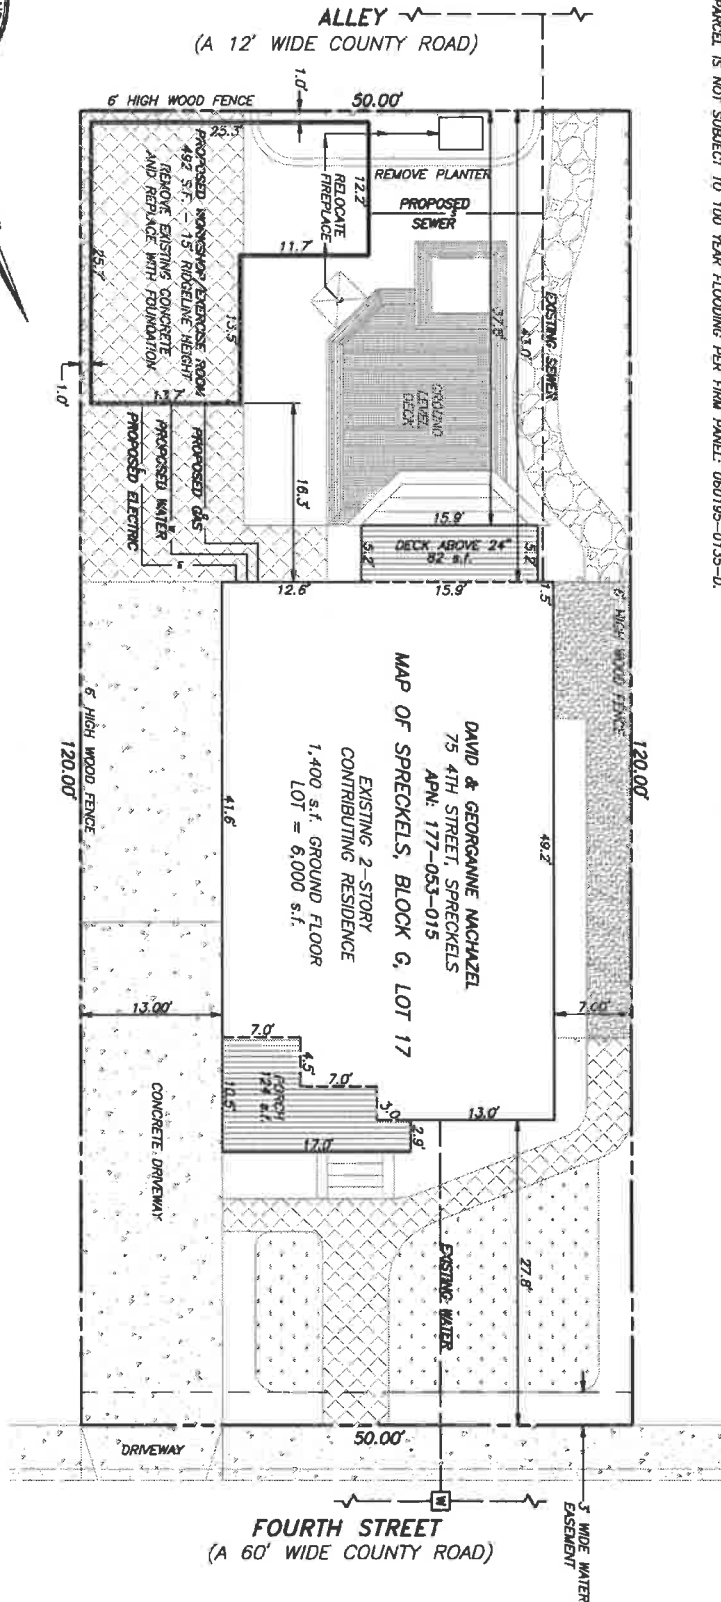 PARCEL IS NOT SUBJECT TO 100 YEAR FLOODING PER FIRM PANEL: 060195-0135-D.
ALLEY
(A 12' WIDE COUNTY ROAD)
6' HIGH WOOD FENCE
1.0'
50.00'
25.3'
12.2'
RELOCATE
FIREPLACE
REMOVE PLANTER
PROPOSED
S
SEWER
EXISTING SEWER
PROPOSED WORKSHOP/EXERCISE ROOM
492 S.F. - 15' RIDGELINE HEIGHT
REMOVE EXISTING CONCRETE
AND REPLACE WITH FOUNDATION
11.7'
13.5'
25.7'
13.7'
1.0'
37.8'
43.0'
GROUND
LEVEL
DECK
PROPOSED GAS
PROPOSED WATER
PROPOSED ELECTRIC
16.3'
15.9'
DECK ABOVE 24"
82 s.f.
5.2'
5.2'
12.6'
15.9'
1.5'
6' HIGH WOOD FENCE
6' HIGH WOOD FENCE
120.00'
120.00'
DAVID & GEORGANNE NACHAZEL
75 4TH STREET, SPRECKELS
APN: 177-053-015
MAP OF SPRECKELS, BLOCK G, LOT 17
EXISTING 2-STORY
CONTRIBUTING RESIDENCE
1,400 s.f. GROUND FLOOR
LOT = 6,000 s.f.
41.6'
49.2'
13.00'
7.00'
7.0'
4.5'
7.0'
3.0'
13.0'
2.9'
PORCH
124 s.f.
10.5'
17.0'
CONCRETE DRIVEWAY
EXISTING WATER
27.8'
DRIVEWAY
50.00'
W
3' WIDE WATER
EASEMENT
FOURTH STREET
(A 60' WIDE COUNTY ROAD)